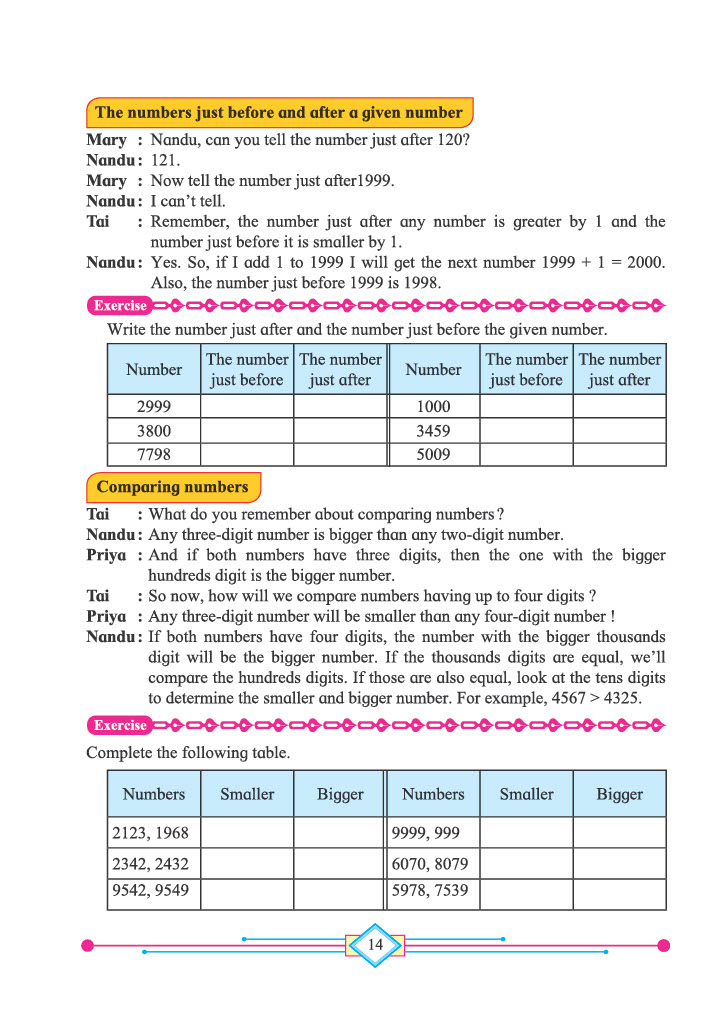 The numbers just before and after a given number
Mary : Nandu, can you tell the number just after 120?
Nandu : 121.
Mary : Now tell the number just after1999.
Nandu : I can't tell.
Tai : Remember, the number just after any number is greater by 1 and the
number just before it is smaller by 1.
Nandu : Yes. So, if I add 1 to 1999 I will get the next number 1999 + 1 = 2000.
Also, the number just before 1999 is 1998.
Exercise
Write the number just after and the number just before the given number.
Number The number just before The number just after Number The number just before The number just after
2999 1000
3800 3459
7798 5009
Comparing numbers
Tai : What do you remember about comparing numbers ?
Nandu : Any three-digit number is bigger than any two-digit number.
Priya : And if both numbers have three digits, then the one with the bigger
hundreds digit is the bigger number.
Tai : So now, how will we compare numbers having up to four digits ?
Priya : Any three-digit number will be smaller than any four-digit number !
Nandu : If both numbers have four digits, the number with the bigger thousands
digit will be the bigger number. If the thousands digits are equal, we'll
compare the hundreds digits. If those are also equal, look at the tens digits
to determine the smaller and bigger number. For example, 4567 > 4325.
Exercise
Complete the following table.
Numbers Smaller Bigger Numbers Smaller Bigger
2123, 1968 9999, 999
2342, 2432 6070, 8079
9542, 9549 5978, 7539
14